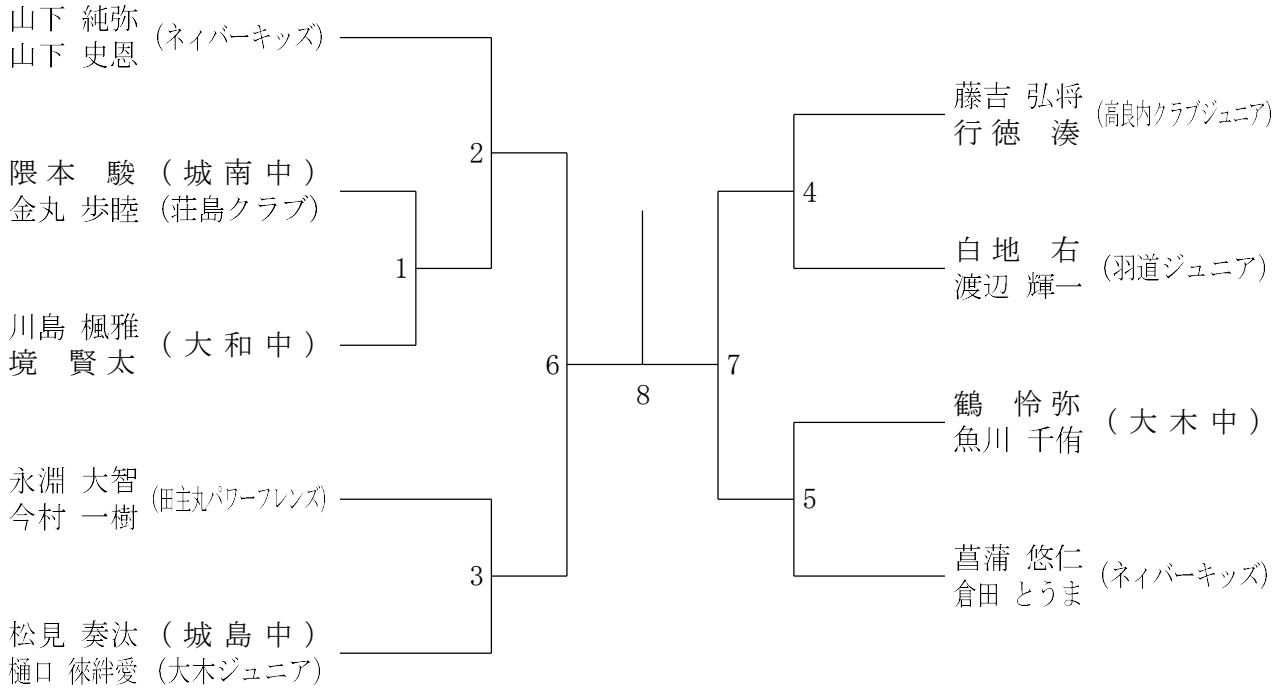 山下 純弥 (ネィバーキッズ)
山下 史恩
隈本 駿 (城南中)
金丸 歩睦 (荘島クラブ)
川島 楓雅 (大和中)
境 賢太
永淵 大智 (田主丸パワーフレンズ)
今村 一樹
松見 奏汰 (城島中)
樋口 徠絆愛 (大木ジュニア)
2
1
3
6
8
7
4
5
藤吉 弘将 (高良内クラブジュニア)
行徳 湊
白地 右 (羽道ジュニア)
渡辺 輝一
鶴 怜弥 (大木中)
魚川 千侑
菖蒲 悠仁 (ネィバーキッズ)
倉田 とうま